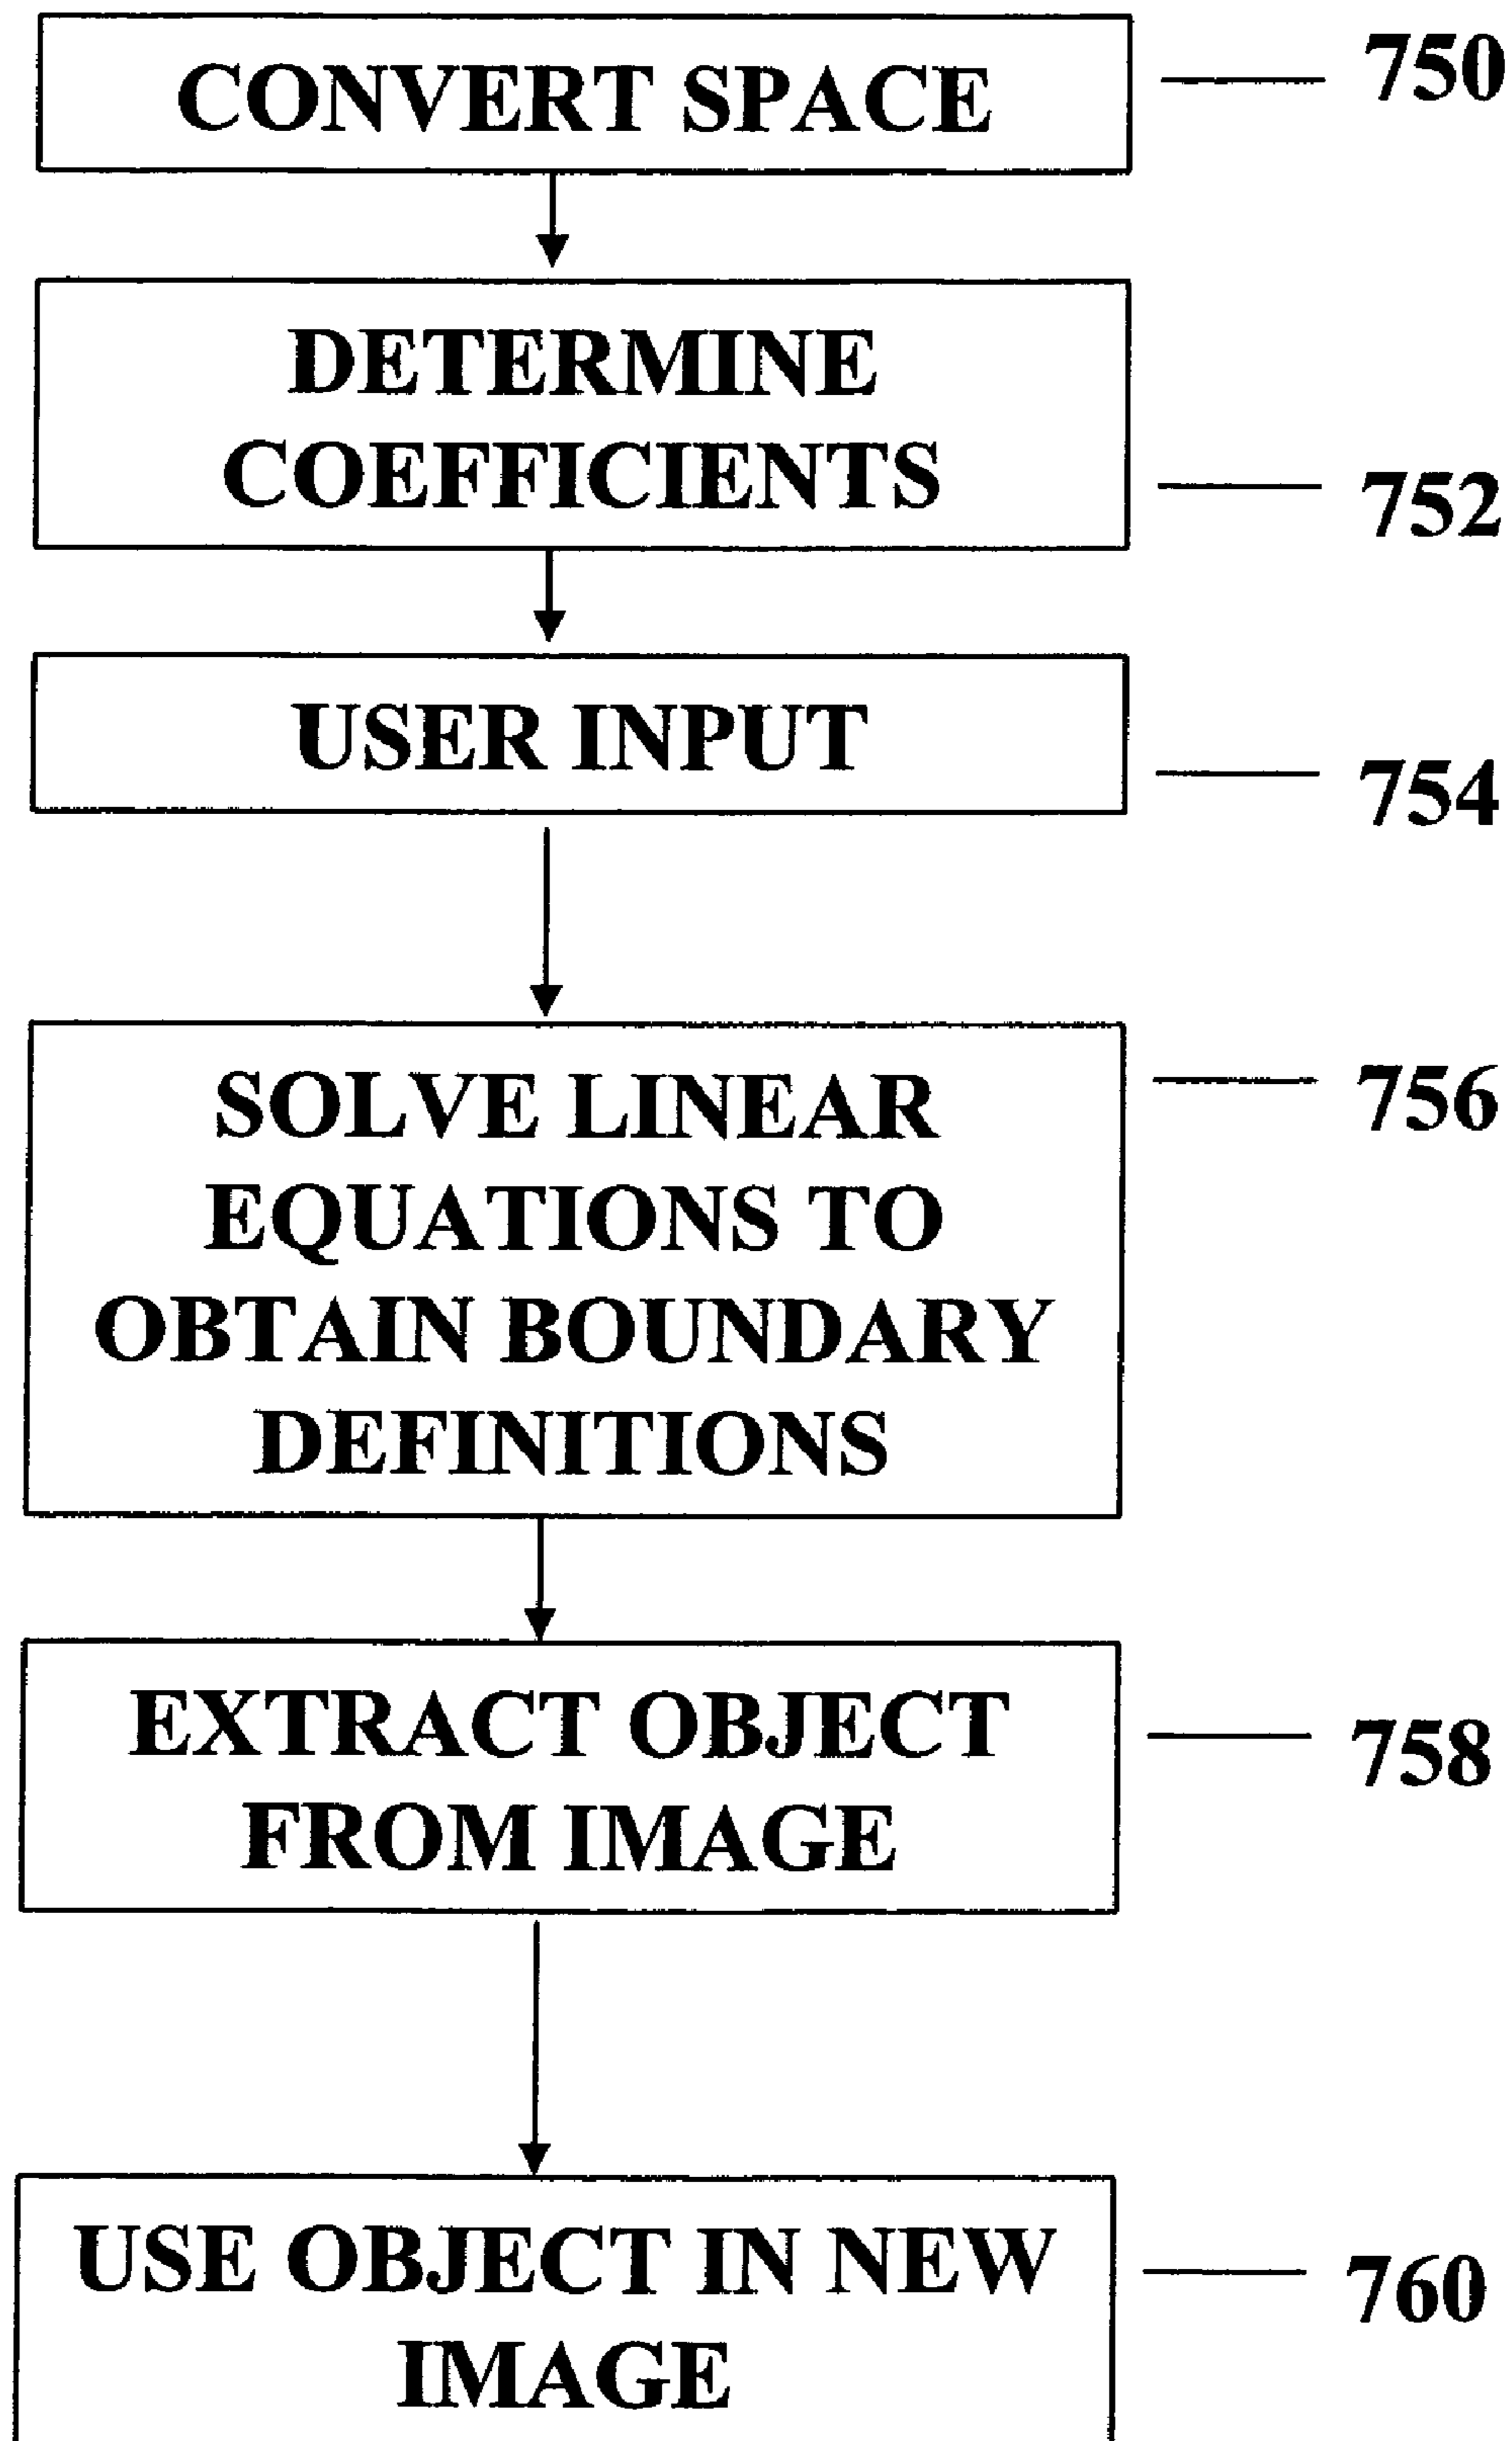 CONVERT SPACE
750
DETERMINE
COEFFICIENTS
752
USER INPUT
754
SOLVE LINEAR
EQUATIONS TO
OBTAIN BOUNDARY
DEFINITIONS
756
EXTRACT OBJECT
FROM IMAGE
758
USE OBJECT IN NEW
IMAGE
760